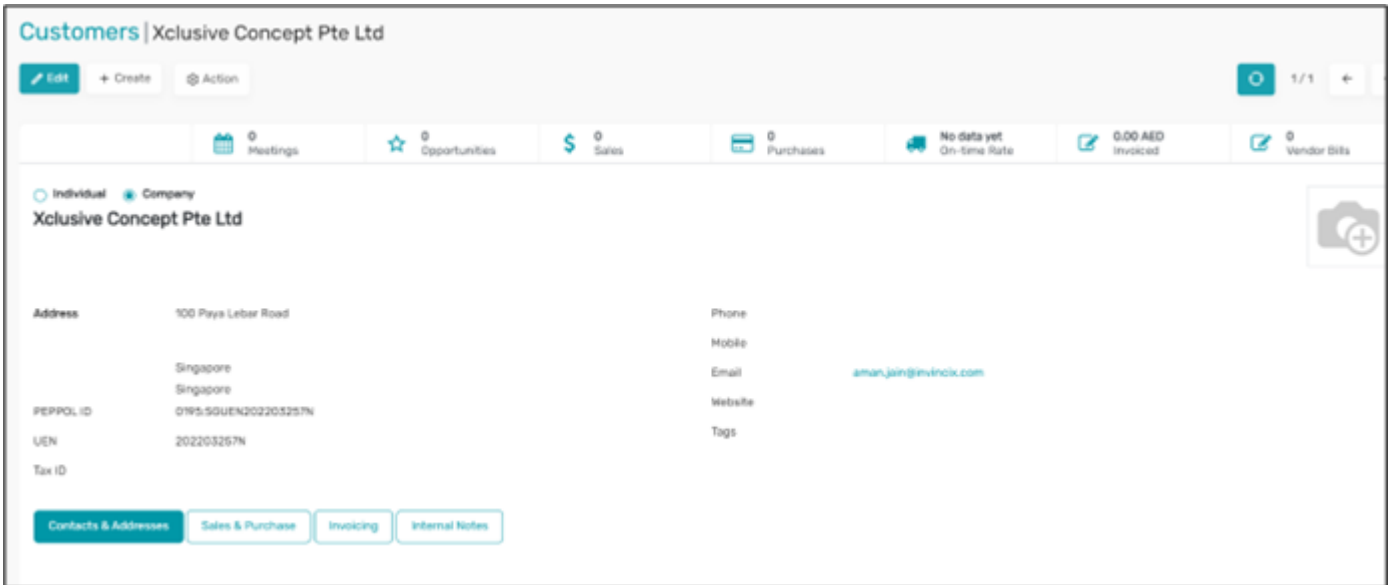 Customers | Xclusive Concept Pte Ltd
Edit + Create Action 1 / 1
0 Meetings
0 Opportunities
0 Sales
0 Purchases
No data yet On-time Rate
0.00 AED Invoiced
0 Vendor Bills
Individual Company
Xclusive Concept Pte Ltd
Address 100 Paya Lebar Road
Singapore
Singapore
PEPPOL ID 0195:SGUEN202203257N
UEN 202203257N
Tax ID
Phone
Mobile
Email aman.jain@invincix.com
Website
Tags
Contacts & Addresses Sales & Purchase Invoicing Internal Notes